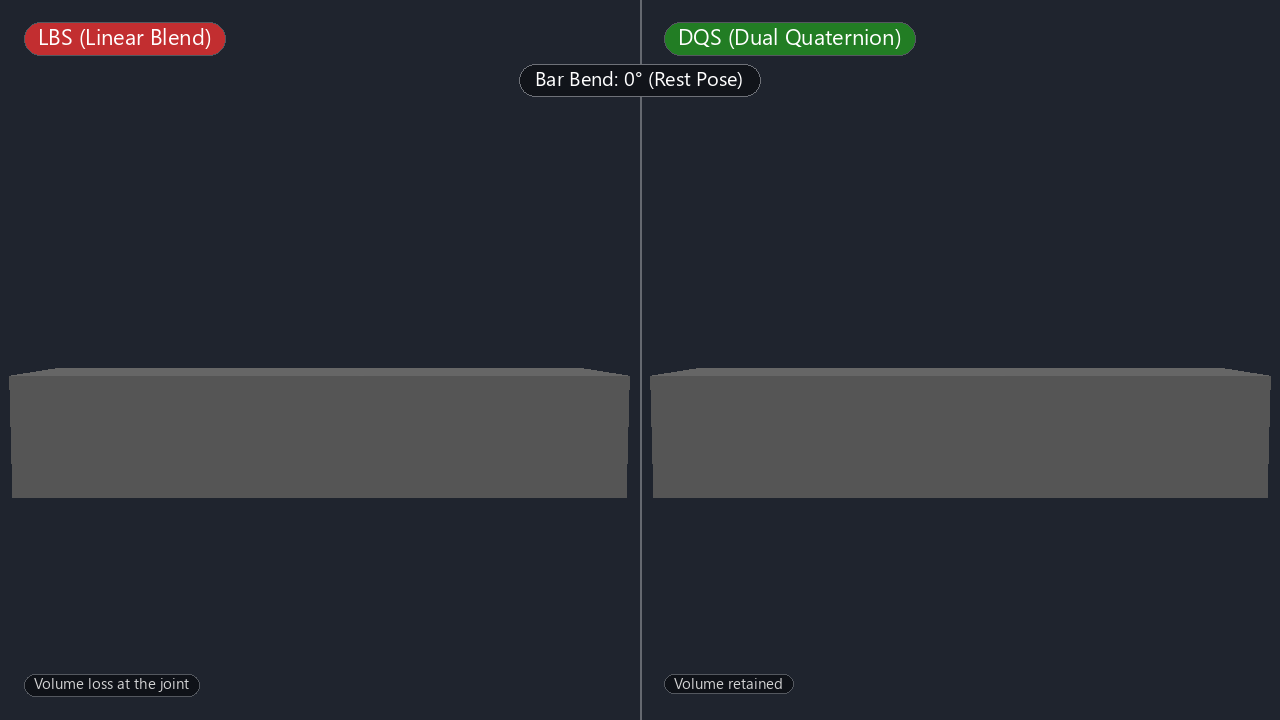 LBS (Linear Blend)
DQS (Dual Quaternion)
Bar Bend: 0° (Rest Pose)
Volume loss at the joint
Volume retained